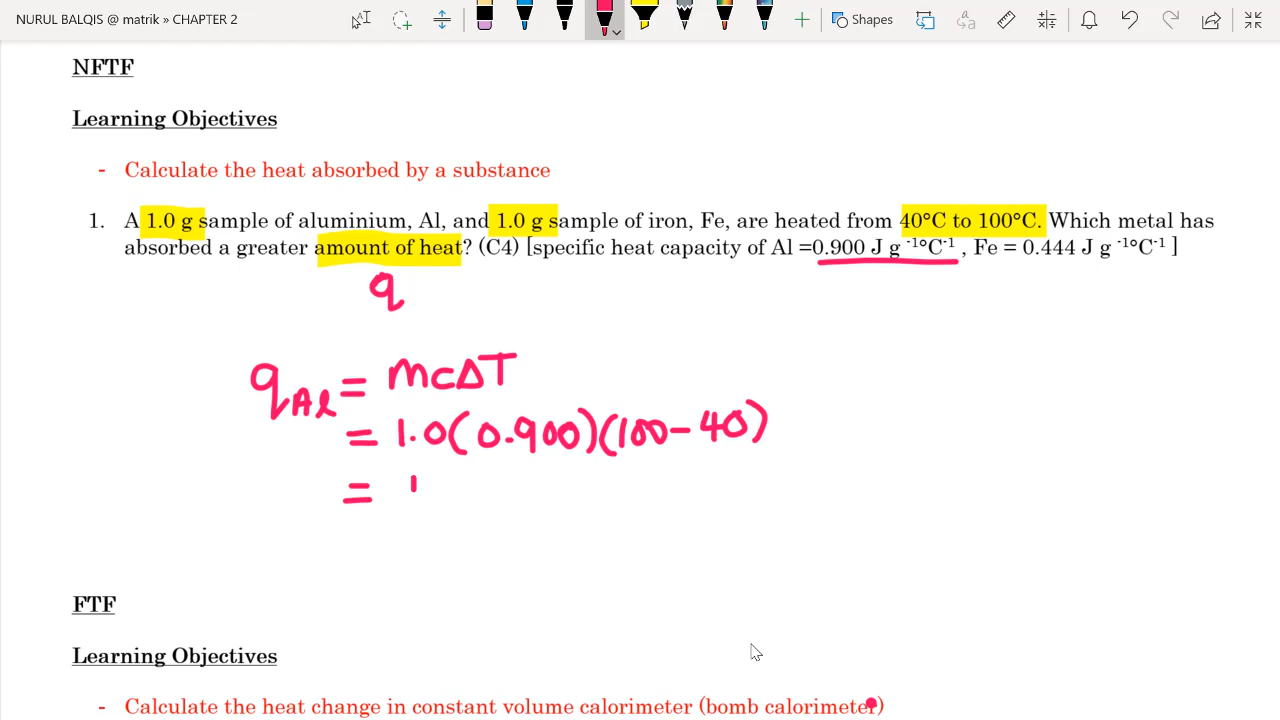 NURUL BALQIS @ matrik » CHAPTER 2
Shapes
NFTF
Learning Objectives
- Calculate the heat absorbed by a substance
1. A 1.0 g sample of aluminium, Al, and 1.0 g sample of iron, Fe, are heated from 40°C to 100°C. Which metal has
absorbed a greater amount of heat? (C4) [specific heat capacity of Al =0.900 J g ⁻¹°C⁻¹ , Fe = 0.444 J g ⁻¹°C⁻¹ ]
q
qAl = mcΔT
= 1.0(0.900)(100-40)
=
FTF
Learning Objectives
- Calculate the heat change in constant volume calorimeter (bomb calorimeter)